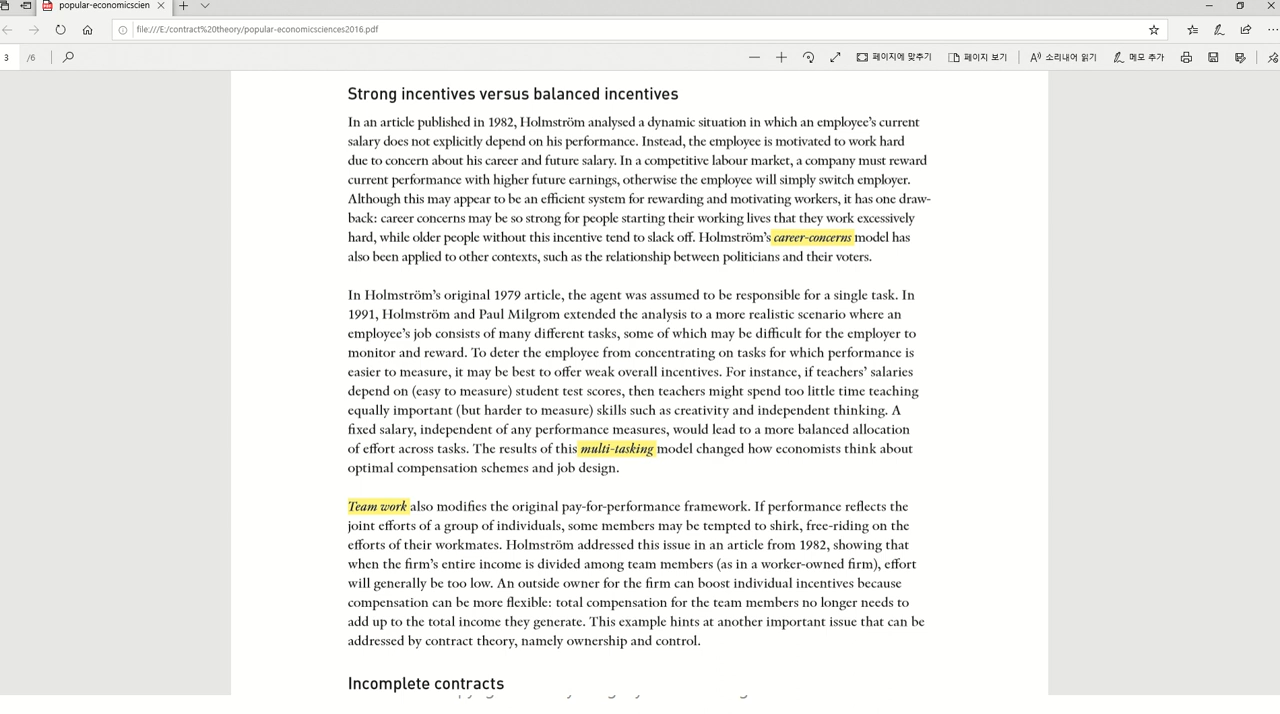 popular-economicscien
file:///E:/contract%20theory/popular-economicsciences2016.pdf
3 /6 페이지에 맞추기 페이지 보기 소리내어 읽기 메모 추가
Strong incentives versus balanced incentives
In an article published in 1982, Holmström analysed a dynamic situation in which an employee's current
salary does not explicitly depend on his performance. Instead, the employee is motivated to work hard
due to concern about his career and future salary. In a competitive labour market, a company must reward
current performance with higher future earnings, otherwise the employee will simply switch employer.
Although this may appear to be an efficient system for rewarding and motivating workers, it has one draw-
back: career concerns may be so strong for people starting their working lives that they work excessively
hard, while older people without this incentive tend to slack off. Holmström's career-concerns model has
also been applied to other contexts, such as the relationship between politicians and their voters.
In Holmström's original 1979 article, the agent was assumed to be responsible for a single task. In
1991, Holmström and Paul Milgrom extended the analysis to a more realistic scenario where an
employee's job consists of many different tasks, some of which may be difficult for the employer to
monitor and reward. To deter the employee from concentrating on tasks for which performance is
easier to measure, it may be best to offer weak overall incentives. For instance, if teachers' salaries
depend on (easy to measure) student test scores, then teachers might spend too little time teaching
equally important (but harder to measure) skills such as creativity and independent thinking. A
fixed salary, independent of any performance measures, would lead to a more balanced allocation
of effort across tasks. The results of this multi-tasking model changed how economists think about
optimal compensation schemes and job design.
Team work also modifies the original pay-for-performance framework. If performance reflects the
joint efforts of a group of individuals, some members may be tempted to shirk, free-riding on the
efforts of their workmates. Holmström addressed this issue in an article from 1982, showing that
when the firm's entire income is divided among team members (as in a worker-owned firm), effort
will generally be too low. An outside owner for the firm can boost individual incentives because
compensation can be more flexible: total compensation for the team members no longer needs to
add up to the total income they generate. This example hints at another important issue that can be
addressed by contract theory, namely ownership and control.
Incomplete contracts